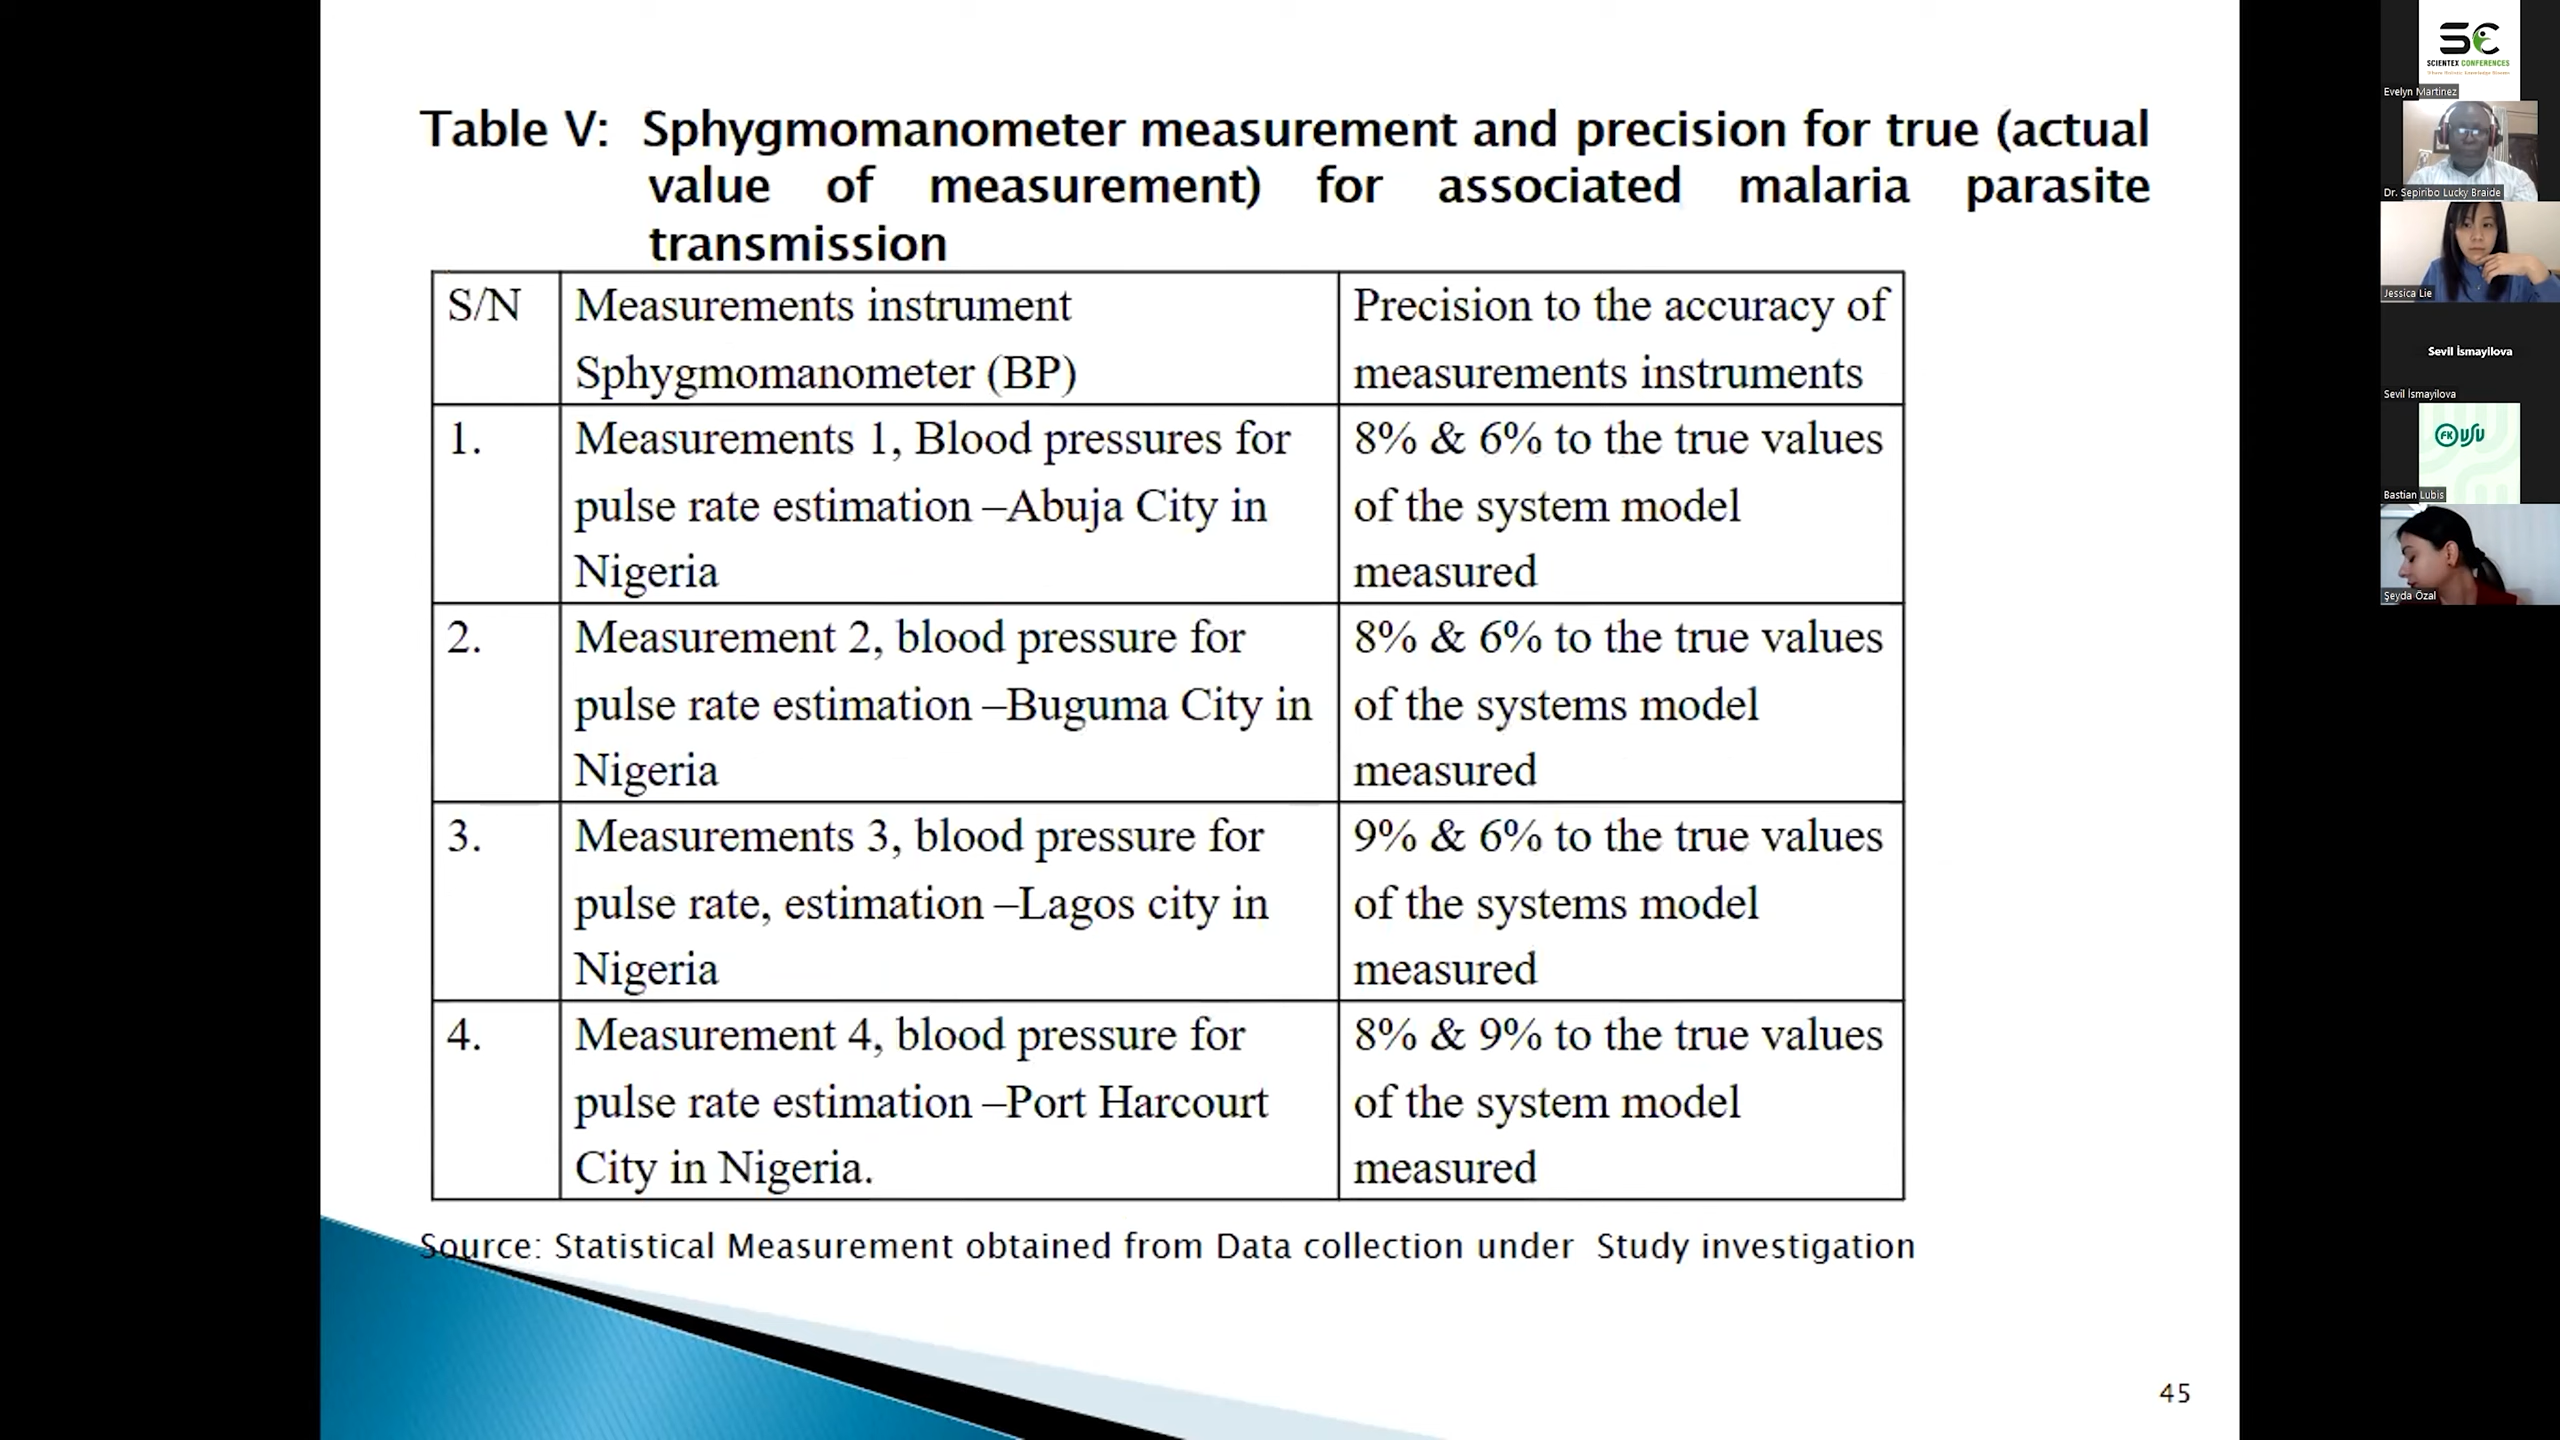 Table V: Sphygmomanometer measurement and precision for true (actual
value of measurement) for associated malaria parasite
transmission
S/N
Measurements instrument
Sphygmomanometer (BP)
Precision to the accuracy of
measurements instruments
1.
Measurements 1, Blood pressures for
pulse rate estimation –Abuja City in
Nigeria
8% & 6% to the true values
of the system model
measured
2.
Measurement 2, blood pressure for
pulse rate estimation –Buguma City in
Nigeria
8% & 6% to the true values
of the systems model
measured
3.
Measurements 3, blood pressure for
pulse rate, estimation –Lagos city in
Nigeria
9% & 6% to the true values
of the systems model
measured
4.
Measurement 4, blood pressure for
pulse rate estimation –Port Harcourt
City in Nigeria.
8% & 9% to the true values
of the system model
measured
Source: Statistical Measurement obtained from Data collection under Study investigation
45
SC
SCIENTEX CONFERENCES
Evelyn Martinez
Dr. Sepiribo Lucky Braide
Jessica Lie
Sevil İsmayilova
Sevil İsmayilova
FK USU
Bastian Lubis
Şeyda Özal